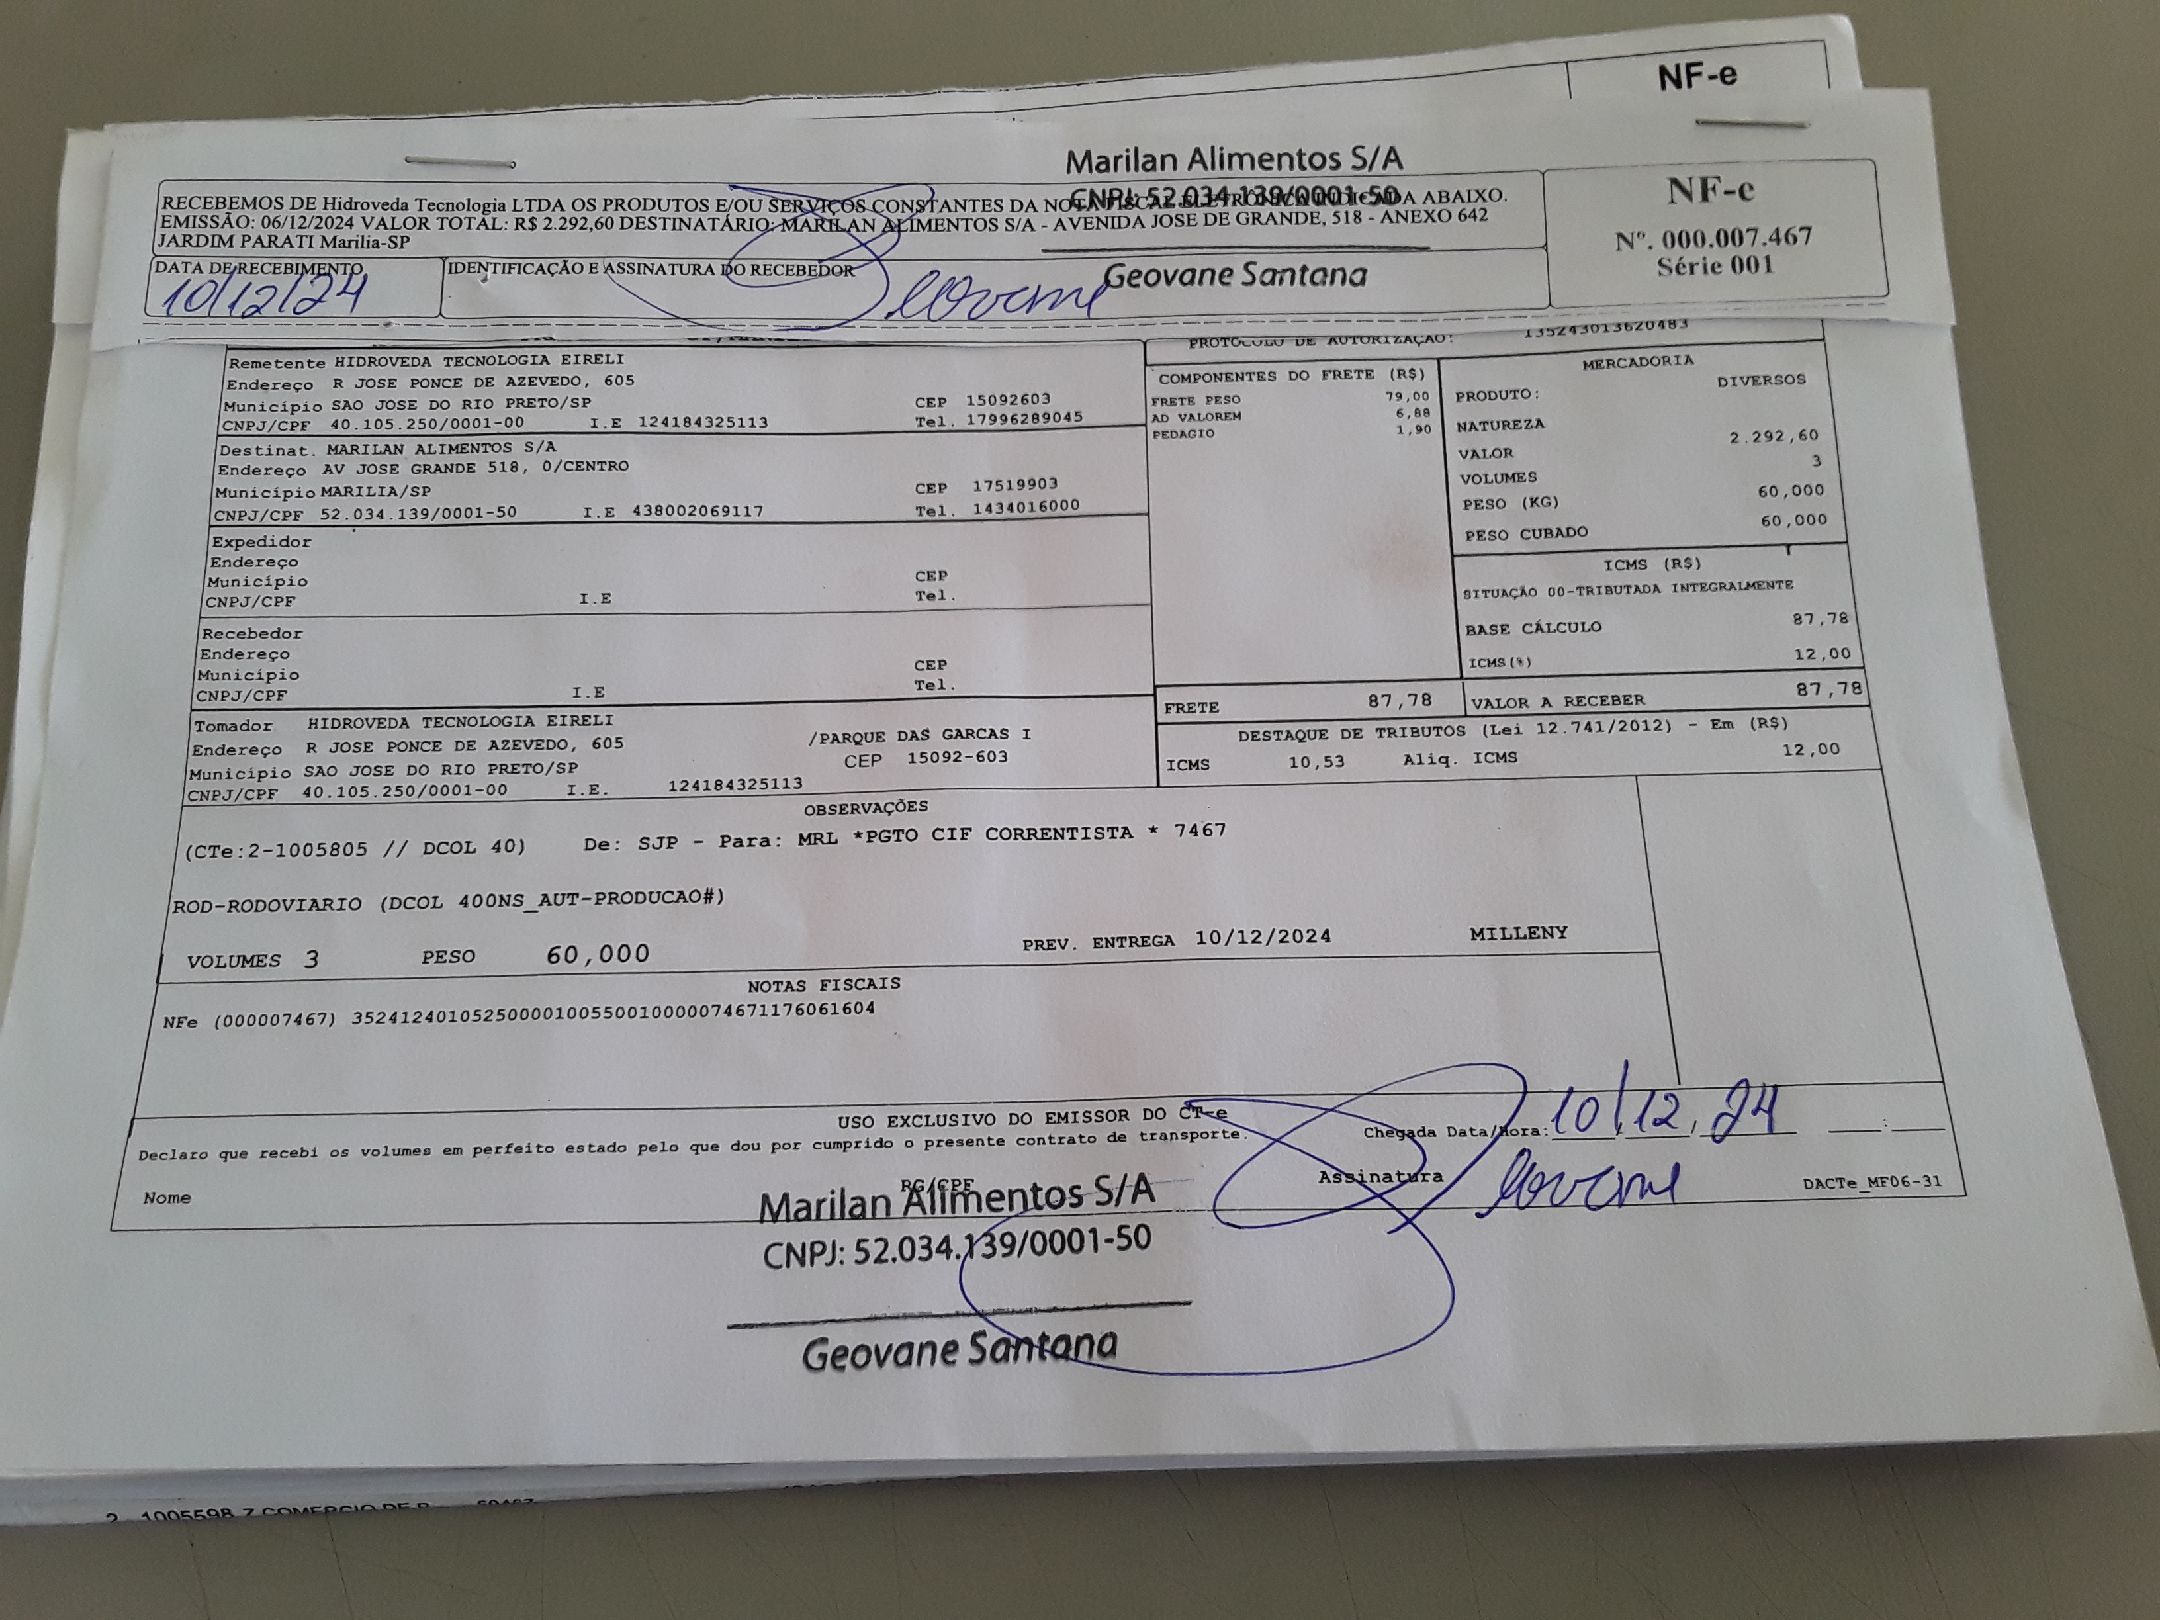 NF-e
Marilan Alimentos S/A
CNPJ: 52.034.139/0001-50
Geovane Santana
RECEBEMOS DE Hidroveda Tecnologia LTDA OS PRODUTOS E/OU SERVIÇOS CONSTANTES DA NOTA FISCAL ELETRÔNICA INDICADA ABAIXO.
EMISSÃO: 06/12/2024 VALOR TOTAL: R$ 2.292,60 DESTINATÁRIO: MARILAN ALIMENTOS S/A - AVENIDA JOSE DE GRANDE, 518 - ANEXO 642
JARDIM PARATI Marilia-SP
NF-e
Nº. 000.007.467
Série 001
DATA DE RECEBIMENTO
10/12/24
IDENTIFICAÇÃO E ASSINATURA DO RECEBEDOR
Geovane
PROTOCOLO DE AUTORIZAÇÃO: 135243013620483
Remetente HIDROVEDA TECNOLOGIA EIRELI
Endereço R JOSE PONCE DE AZEVEDO, 605
Município SAO JOSE DO RIO PRETO/SP CEP 15092603
CNPJ/CPF 40.105.250/0001-00 I.E 124184325113 Tel. 17996289045
Destinat. MARILAN ALIMENTOS S/A
Endereço AV JOSE GRANDE 518, 0/CENTRO
Município MARILIA/SP CEP 17519903
CNPJ/CPF 52.034.139/0001-50 I.E 438002069117 Tel. 1434016000
Expedidor
Endereço
Município CEP
CNPJ/CPF I.E Tel.
Recebedor
Endereço
Município CEP
CNPJ/CPF I.E Tel.
Tomador HIDROVEDA TECNOLOGIA EIRELI
Endereço R JOSE PONCE DE AZEVEDO, 605 /PARQUE DAS GARCAS I
Município SAO JOSE DO RIO PRETO/SP CEP 15092-603
CNPJ/CPF 40.105.250/0001-00 I.E. 124184325113
COMPONENTES DO FRETE (R$)
FRETE PESO 79,00
AD VALOREM 6,88
PEDAGIO 1,90
MERCADORIA
PRODUTO: DIVERSOS
NATUREZA
VALOR 2.292,60
VOLUMES 3
PESO (KG) 60,000
PESO CUBADO 60,000
ICMS (R$)
SITUAÇÃO 00-TRIBUTADA INTEGRALMENTE
BASE CÁLCULO 87,78
ICMS(%) 12,00
FRETE 87,78 VALOR A RECEBER 87,78
DESTAQUE DE TRIBUTOS (Lei 12.741/2012) - Em (R$)
ICMS 10,53 Aliq. ICMS 12,00
OBSERVAÇÕES
(CTe:2-1005805 // DCOL 40) De: SJP - Para: MRL *PGTO CIF CORRENTISTA * 7467
ROD-RODOVIARIO (DCOL 400NS_AUT-PRODUCAO#)
VOLUMES 3 PESO 60,000 PREV. ENTREGA 10/12/2024 MILLENY
NOTAS FISCAIS
NFe (000007467) 35241240105250000100550010000074671176061604
USO EXCLUSIVO DO EMISSOR DO CT-e
Declaro que recebi os volumes em perfeito estado pelo que dou por cumprido o presente contrato de transporte. Chegada Data/Hora: 10/12/24 :
Nome RG/CPF Assinatura Geovane DACTe_MF06-31
Marilan Alimentos S/A
CNPJ: 52.034.139/0001-50
Geovane Santana